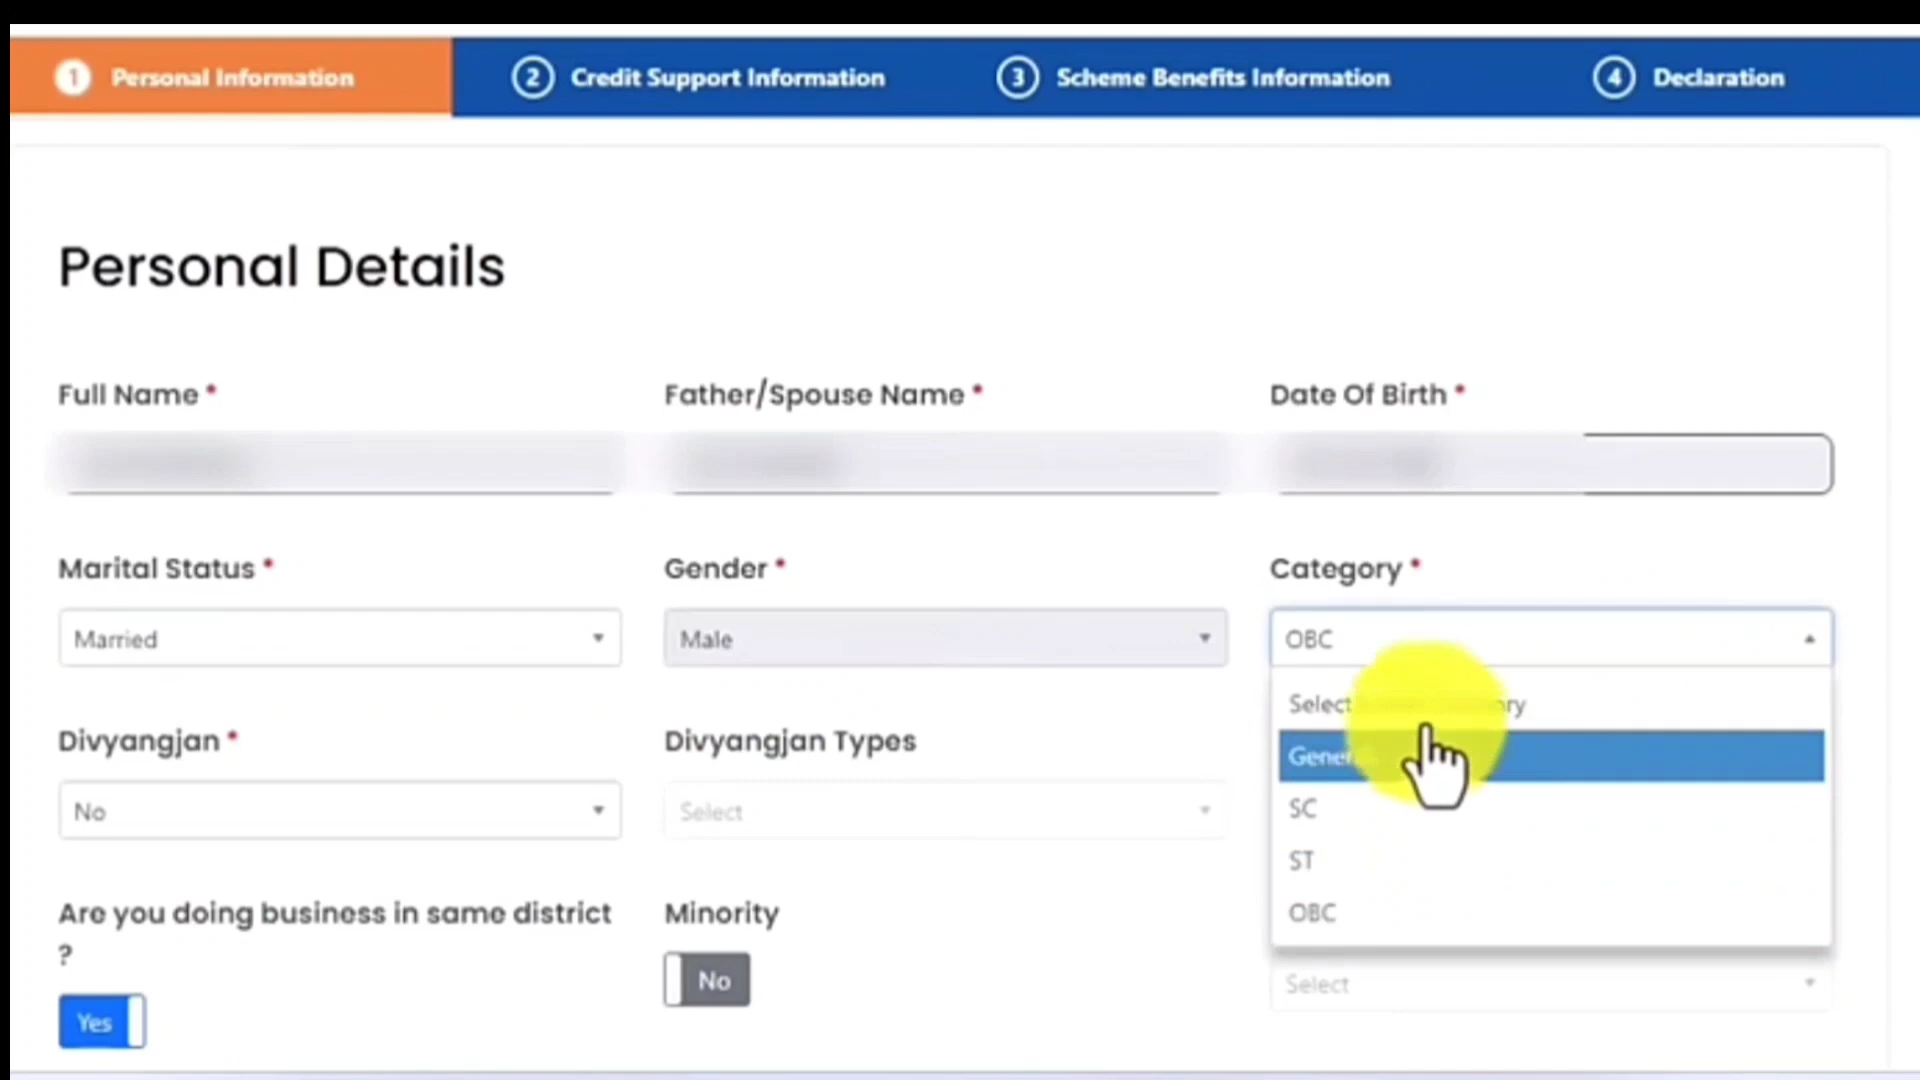 1 Personal Information
2 Credit Support Information
3 Scheme Benefits Information
4 Declaration
Personal Details
Full Name *
Father/Spouse Name *
Date Of Birth *
Marital Status *
Gender *
Category *
Married
Male
OBC
Select
Divyangjan *
Divyangjan Types
No
Select
SC
ST
OBC
Are you doing business in same district
?
Minority
Yes
No
Select